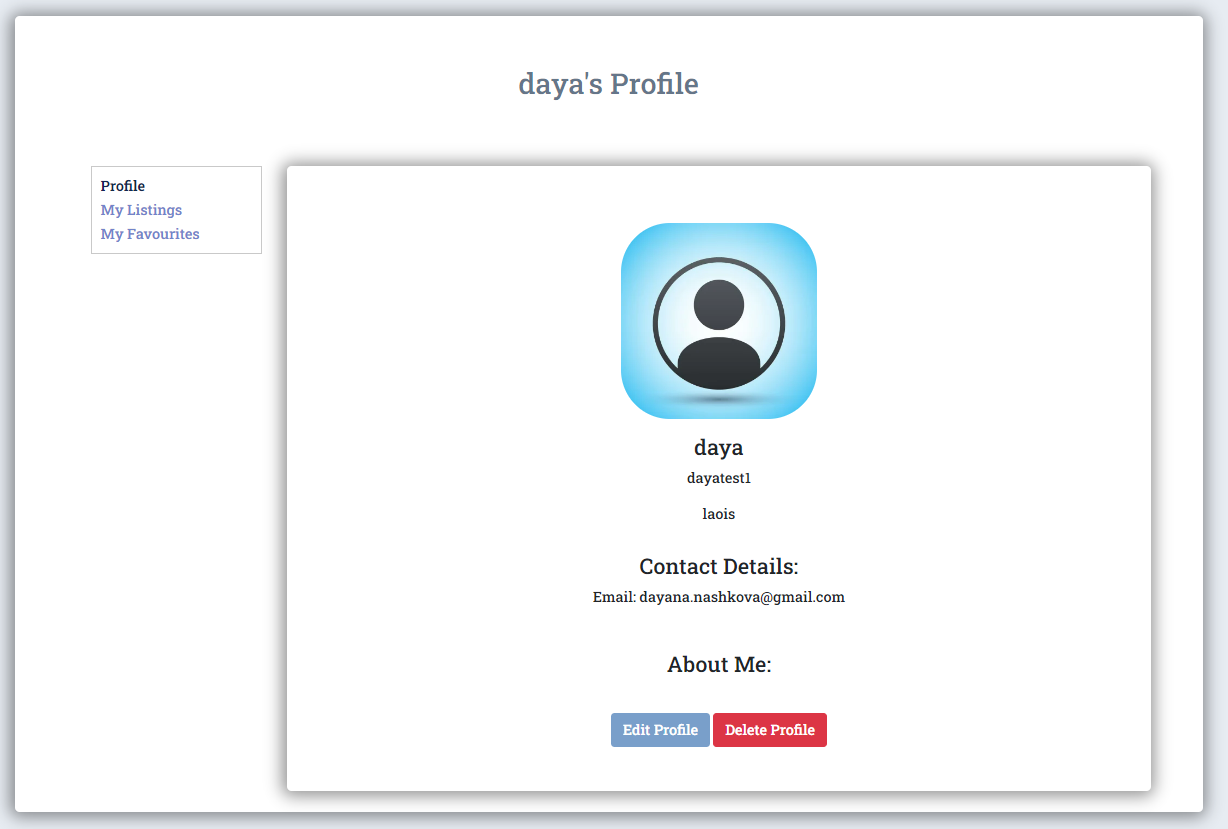 daya's Profile
Profile
My Listings
My Favourites
daya
dayatest1
laois
Contact Details:
Email: dayana.nashkova@gmail.com
About Me:
Edit Profile Delete Profile